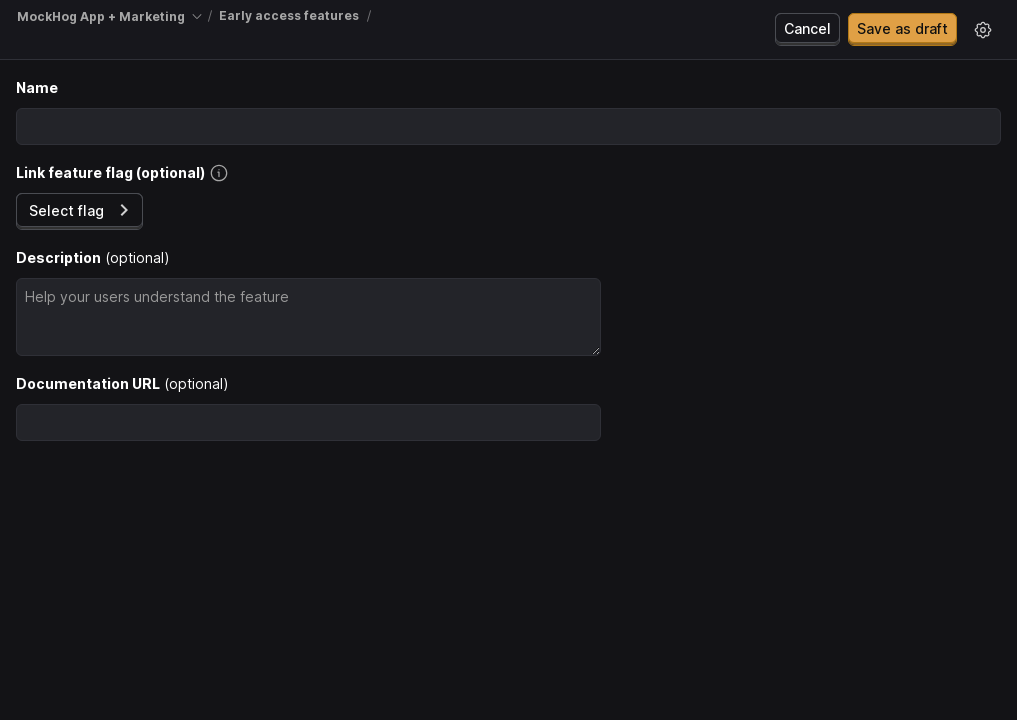 MockHog App + Marketing / Early access features /
Cancel
Save as draft
Name
Link feature flag (optional)
Select flag
Description (optional)
Help your users understand the feature
Documentation URL (optional)